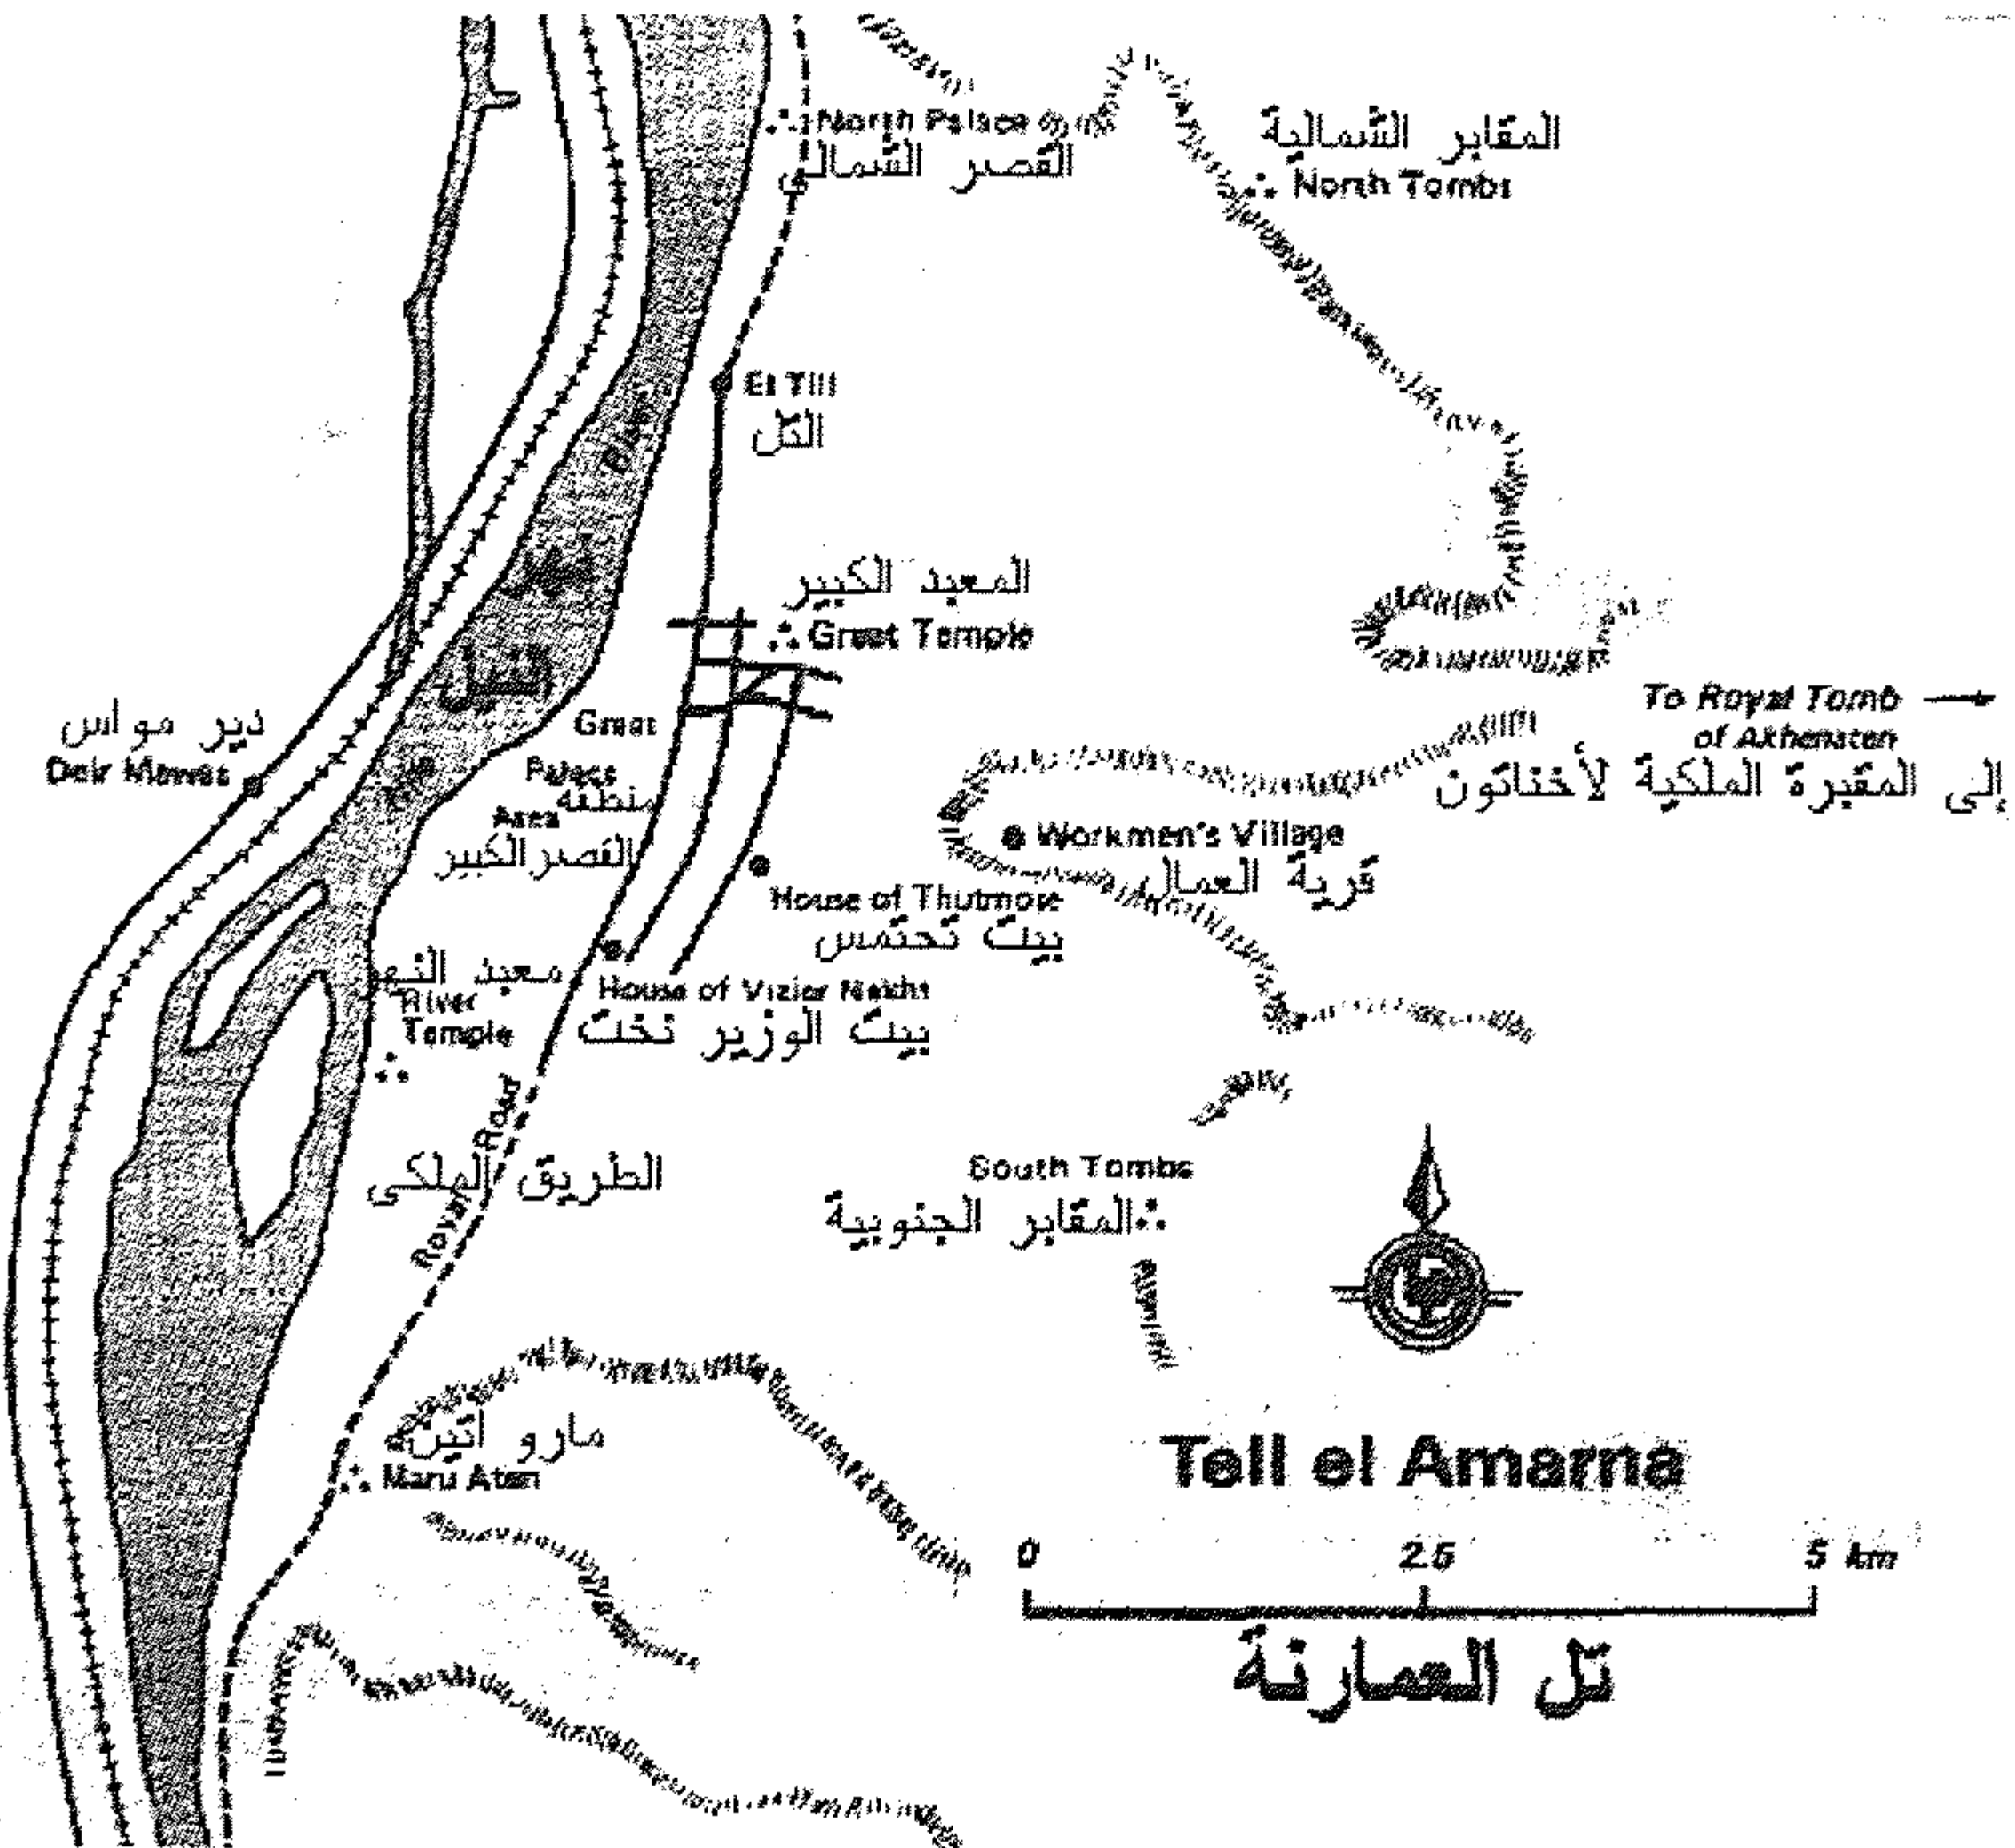 North Palace
القصر الشمالى
المقابر الشمالية
North Tombs
El Till
التل
المعبد الكبير
Great Temple
النيل
دير مواس
Deir Mawas
Great
Palace
منطقة
Area
القصر الكبير
To Royal Tomb
of Akhenaten
إلى المقبرة الملكية لأخناتون
Workmen's Village
قرية العمال
House of Thutmose
بيت تحتمس
معبد النهر
River
Temple
House of Vizier Nakht
بيت الوزير نخت
Royal Road
الطريق الملكى
South Tombs
المقابر الجنوبية
مارو أتين
Maru Aten
Tell el Amarna
0 2.5 5 km
تل العمارنة